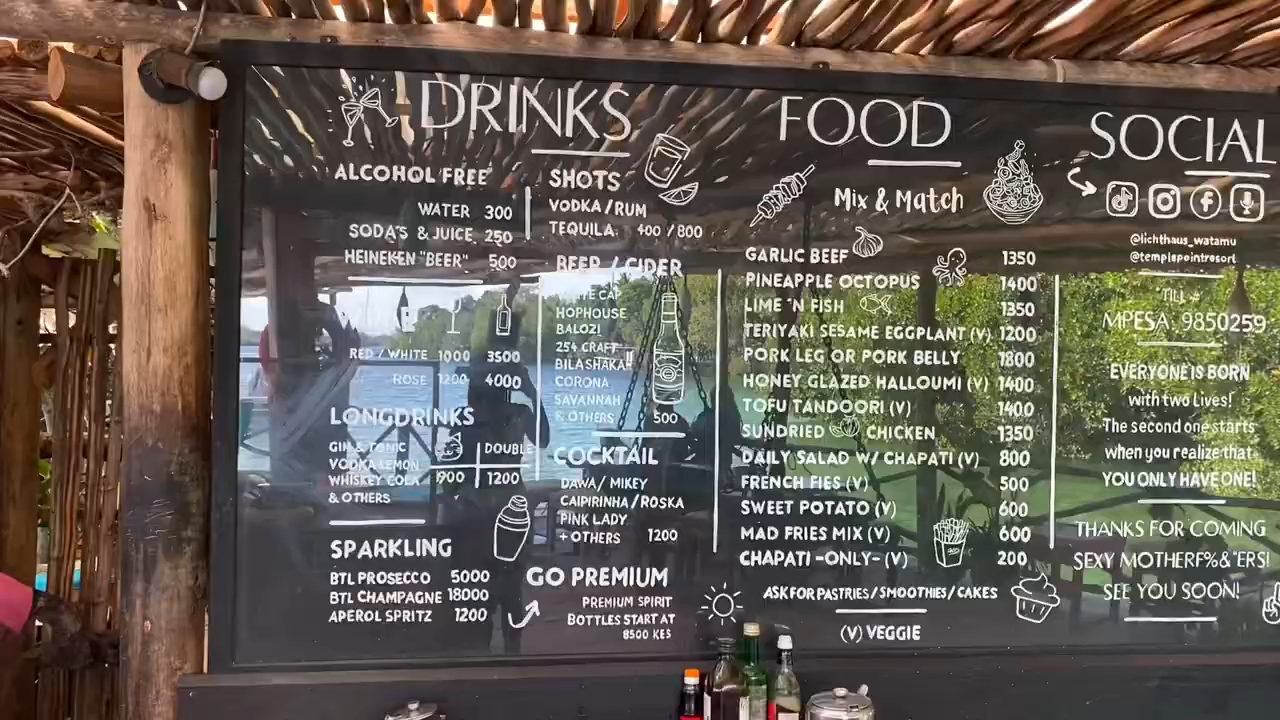 DRINKS
ALCOHOL FREE
WATER 300
SODA'S & JUICE 250
HEINEKEN "BEER" 500
RED / WHITE 1000 3500
ROSE 1200 4000
LONGDRINKS
DOUBLE
GIN & TONIC
VODKA LEMON
WHISKEY COLA 900 1200
& OTHERS
SPARKLING
BTL PROSECCO 5000
BTL CHAMPAGNE 18000
APEROL SPRITZ 1200
SHOTS
VODKA / RUM
TEQUILA 400 / 800
BEER / CIDER
CAP
HOPHOUSE
BALOZI
254 CRAFT
BILASHAKA
CORONA
SAVANNAH
& OTHERS 500
COCKTAIL
DAWA / MIKEY
CAIPIRINHA / ROSKA
PINK LADY
+ OTHERS 1200
GO PREMIUM
PREMIUM SPIRIT
BOTTLES START AT
8500 KES
FOOD
Mix & Match
GARLIC BEEF 1350
PINEAPPLE OCTOPUS 1400
LIME 'N FISH 1350
TERIYAKI SESAME EGGPLANT (V) 1200
PORK LEG OR PORK BELLY 1800
HONEY GLAZED HALLOUMI (V) 1400
TOFU TANDOORI (V) 1400
SUNDRIED CHICKEN 1350
DAILY SALAD W/ CHAPATI (V) 800
FRENCH FIES (V) 500
SWEET POTATO (V) 600
MAD FRIES MIX (V) 600
CHAPATI -ONLY- (V) 200
ASK FOR PASTRIES / SMOOTHIES / CAKES
(V) VEGGIE
SOCIAL
@lichthaus_watamu
@templepointresort
TILL #
MPESA: 9850259
EVERYONE IS BORN
with two Lives!
The second one starts
when you realize that
YOU ONLY HAVE ONE!
THANKS FOR COMING
SEXY MOTHERF%&"ERS!
SEE YOU SOON!